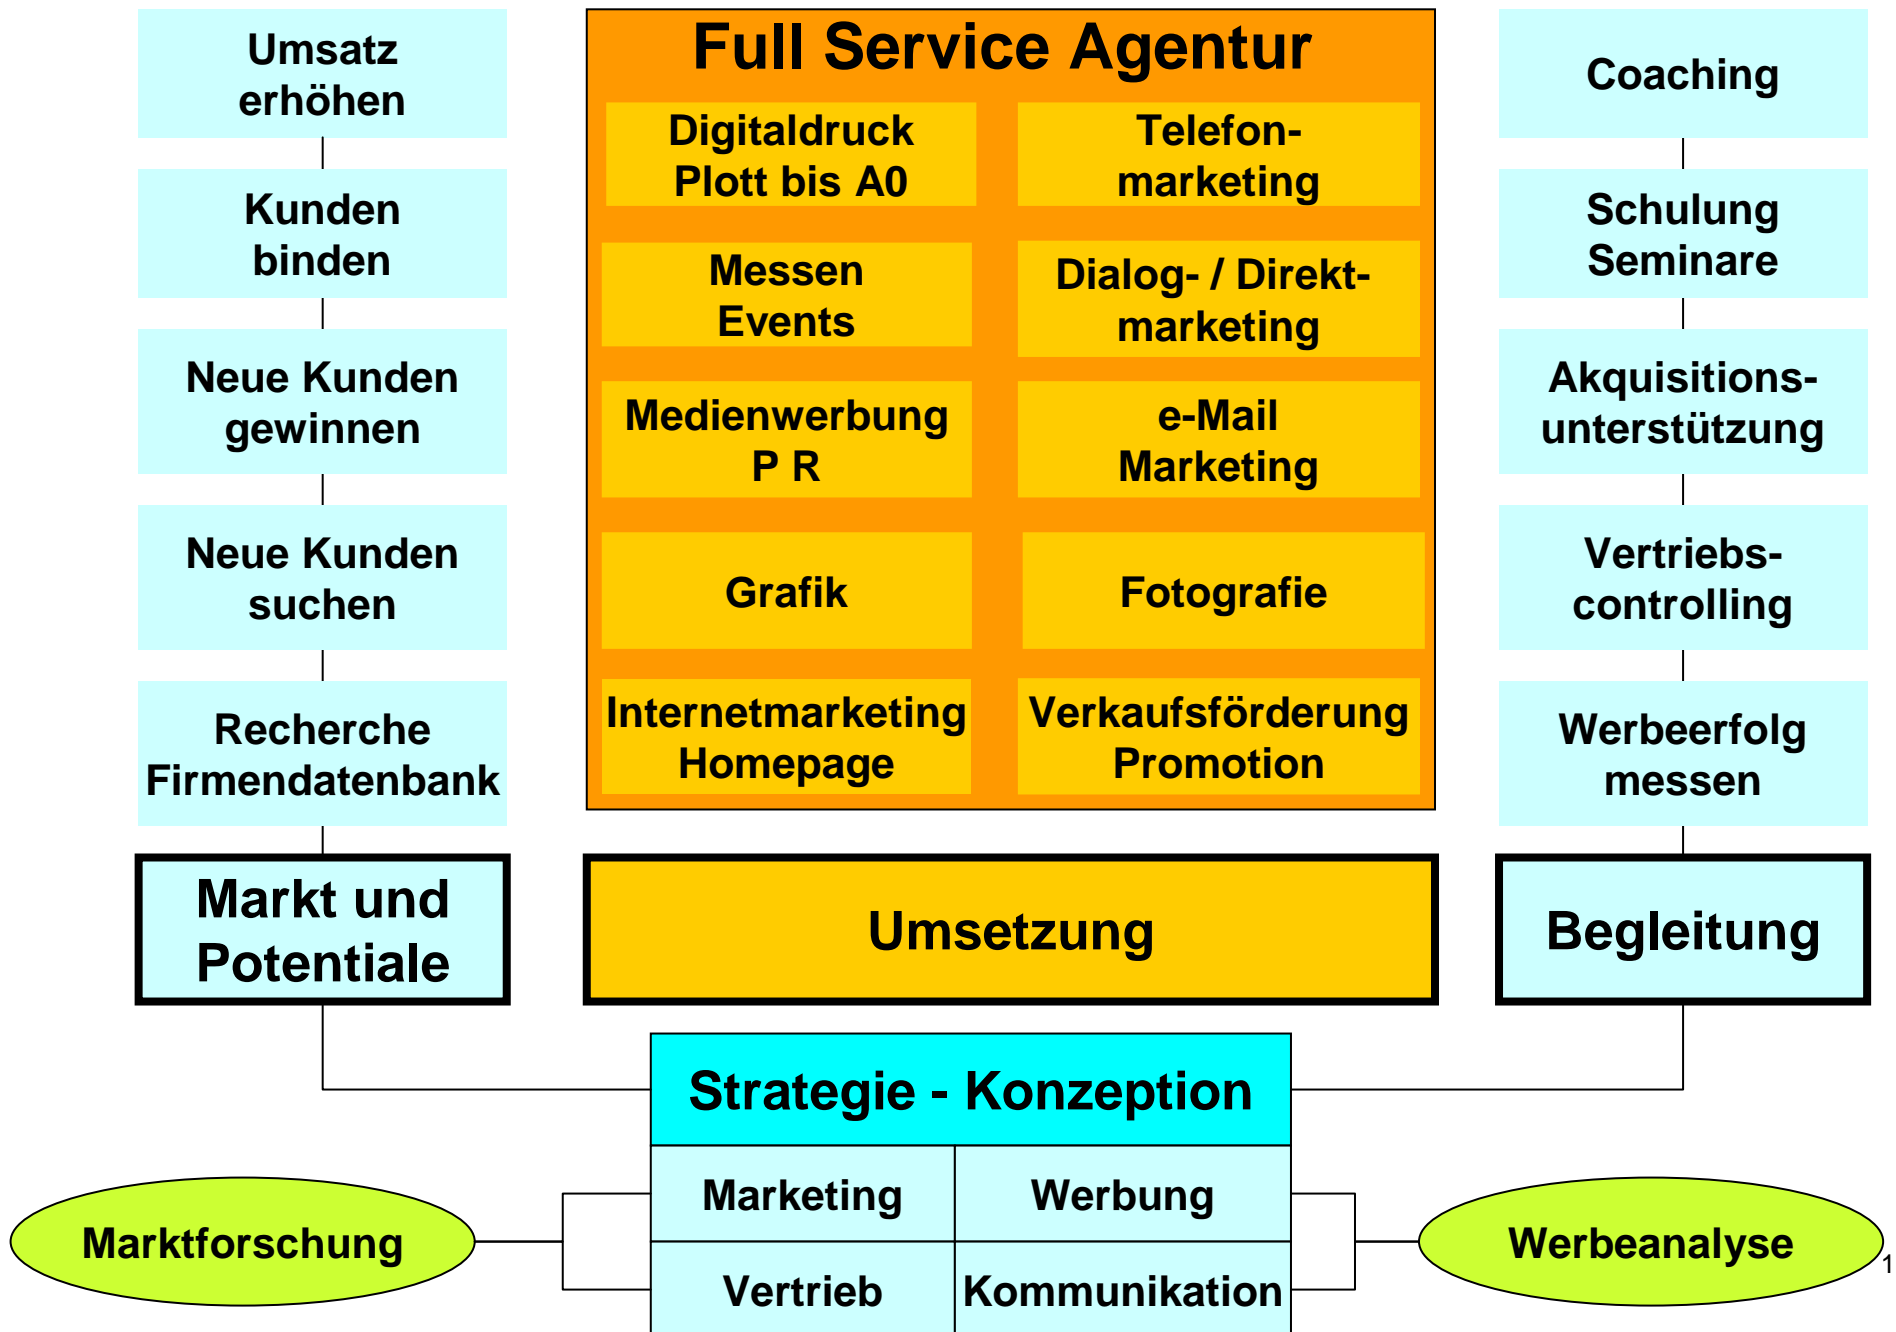 Umsatz
erhöhen
Kunden
binden
Neue Kunden
gewinnen
Neue Kunden
suchen
Recherche
Firmendatenbank
Markt und
Potentiale
Full Service Agentur
Digitaldruck
Plott bis A0
Telefon-
marketing
Messen
Events
Dialog- / Direkt-
marketing
Medienwerbung
P R
e-Mail
Marketing
Grafik
Fotografie
Internetmarketing
Homepage
Verkaufsförderung
Promotion
Umsetzung
Coaching
Schulung
Seminare
Akquisitions-
unterstützung
Vertriebs-
controlling
Werbeerfolg
messen
Begleitung
Strategie - Konzeption
Marketing
Werbung
Vertrieb
Kommunikation
Marktforschung
Werbeanalyse
1